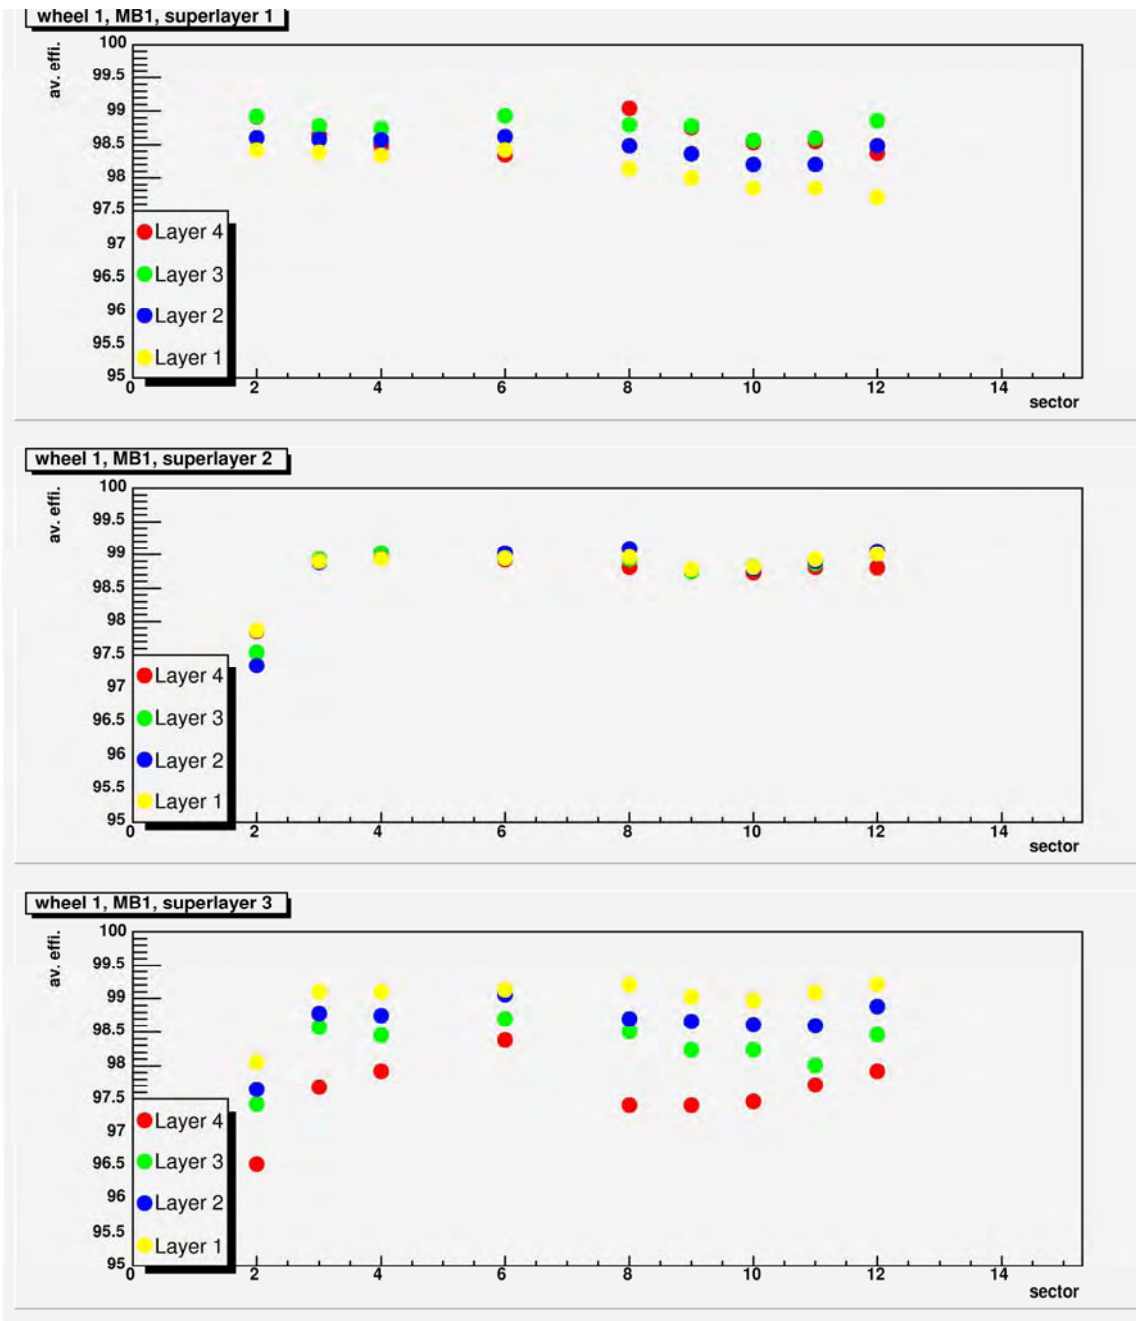 wheel 1, MB1, superlayer 1
av. effi.
100
99.5
99
98.5
98
97.5
97
96.5
96
95.5
95
Layer 4
Layer 3
Layer 2
Layer 1
0 2 4 6 8 10 12 14
sector
wheel 1, MB1, superlayer 2
av. effi.
100
99.5
99
98.5
98
97.5
97
96.5
96
95.5
95
Layer 4
Layer 3
Layer 2
Layer 1
0 2 4 6 8 10 12 14
sector
wheel 1, MB1, superlayer 3
av. effi.
100
99.5
99
98.5
98
97.5
97
96.5
96
95.5
95
Layer 4
Layer 3
Layer 2
Layer 1
0 2 4 6 8 10 12 14
sector